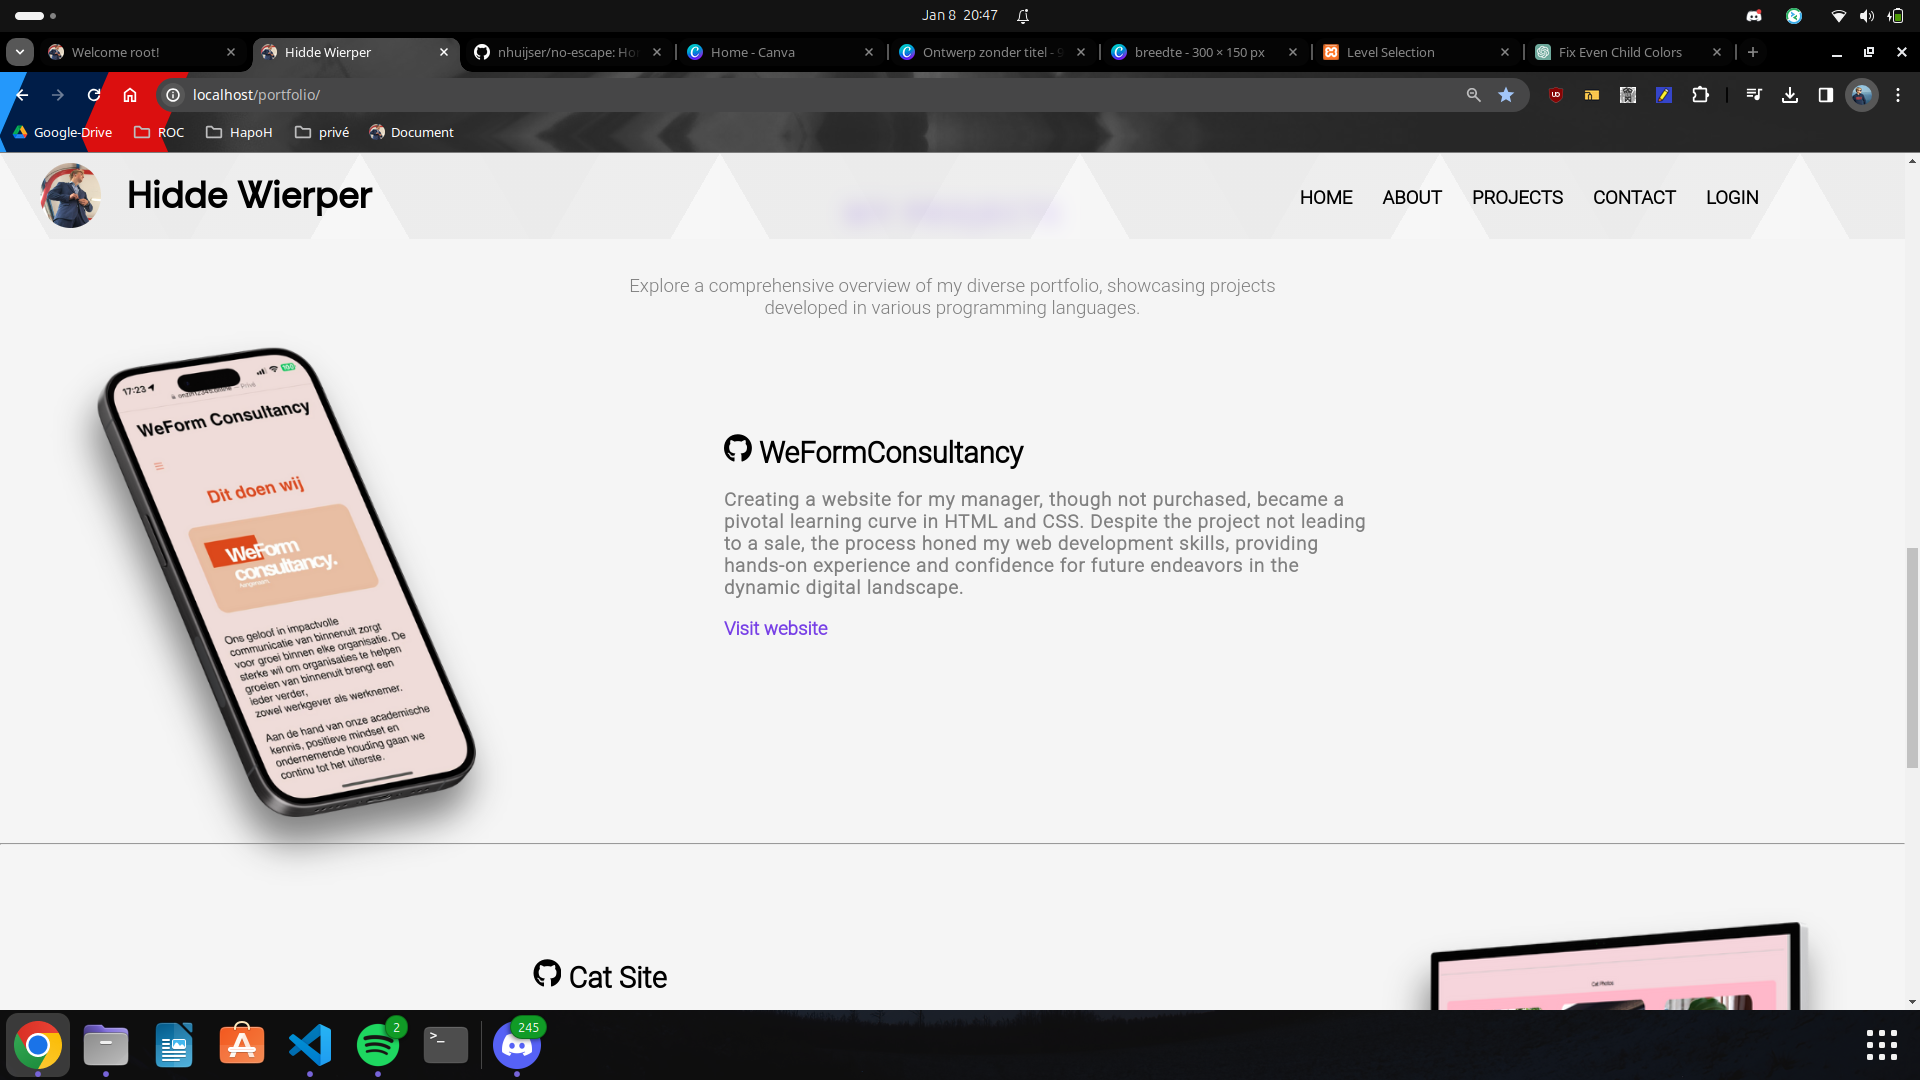 Jan 8 20:47
Welcome root!
Hidde Wierper
nhuijser/no-escape: Hor
Home - Canva
Ontwerp zonder titel - 9
breedte - 300 × 150 px
Level Selection
Fix Even Child Colors
localhost/portfolio/
Google-Drive
ROC
HapoH
privé
Document
Hidde Wierper
HOME
ABOUT
PROJECTS
CONTACT
LOGIN
MY PROJECTS
Explore a comprehensive overview of my diverse portfolio, showcasing projects
developed in various programming languages.
17:23
100
WeForm Consultancy
Dit doen wij
WeForm
consultancy.
Ons geloof in impactvolle
communicatie van binnenuit zorgt
voor groei binnen elke organisatie. De
sterke wil om organisaties te helpen
groeien van binnenuit brengt een
ieder verder,
zowel werkgever als werknemer.
Aan de hand van onze academische
kennis, positieve mindset en
ondernemende houding gaan we
continu tot het uiterste.
WeFormConsultancy
Creating a website for my manager, though not purchased, became a
pivotal learning curve in HTML and CSS. Despite the project not leading
to a sale, the process honed my web development skills, providing
hands-on experience and confidence for future endeavors in the
dynamic digital landscape.
Visit website
Cat Site
Cat Photos
2
245